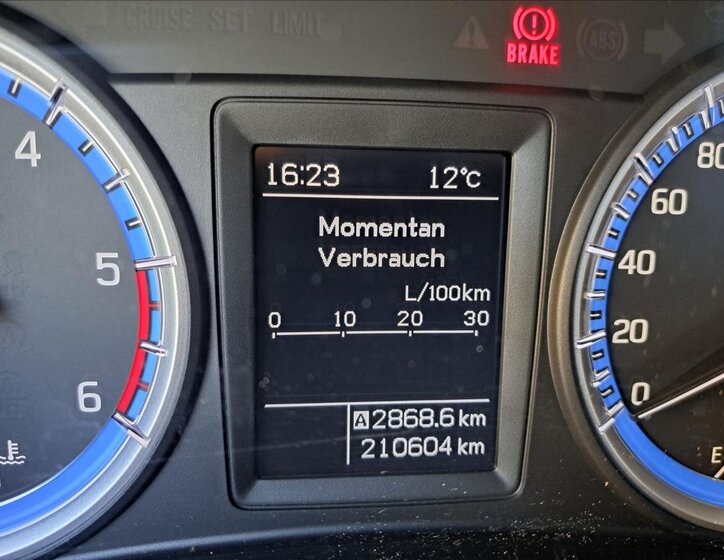 CRUISE SET LIMIT
BRAKE
ABS
16:23 12°C
Momentan
Verbrauch
L/100km
0 10 20 30
A 2868.6 km
210604 km
4
5
6
80
60
40
20
0
E